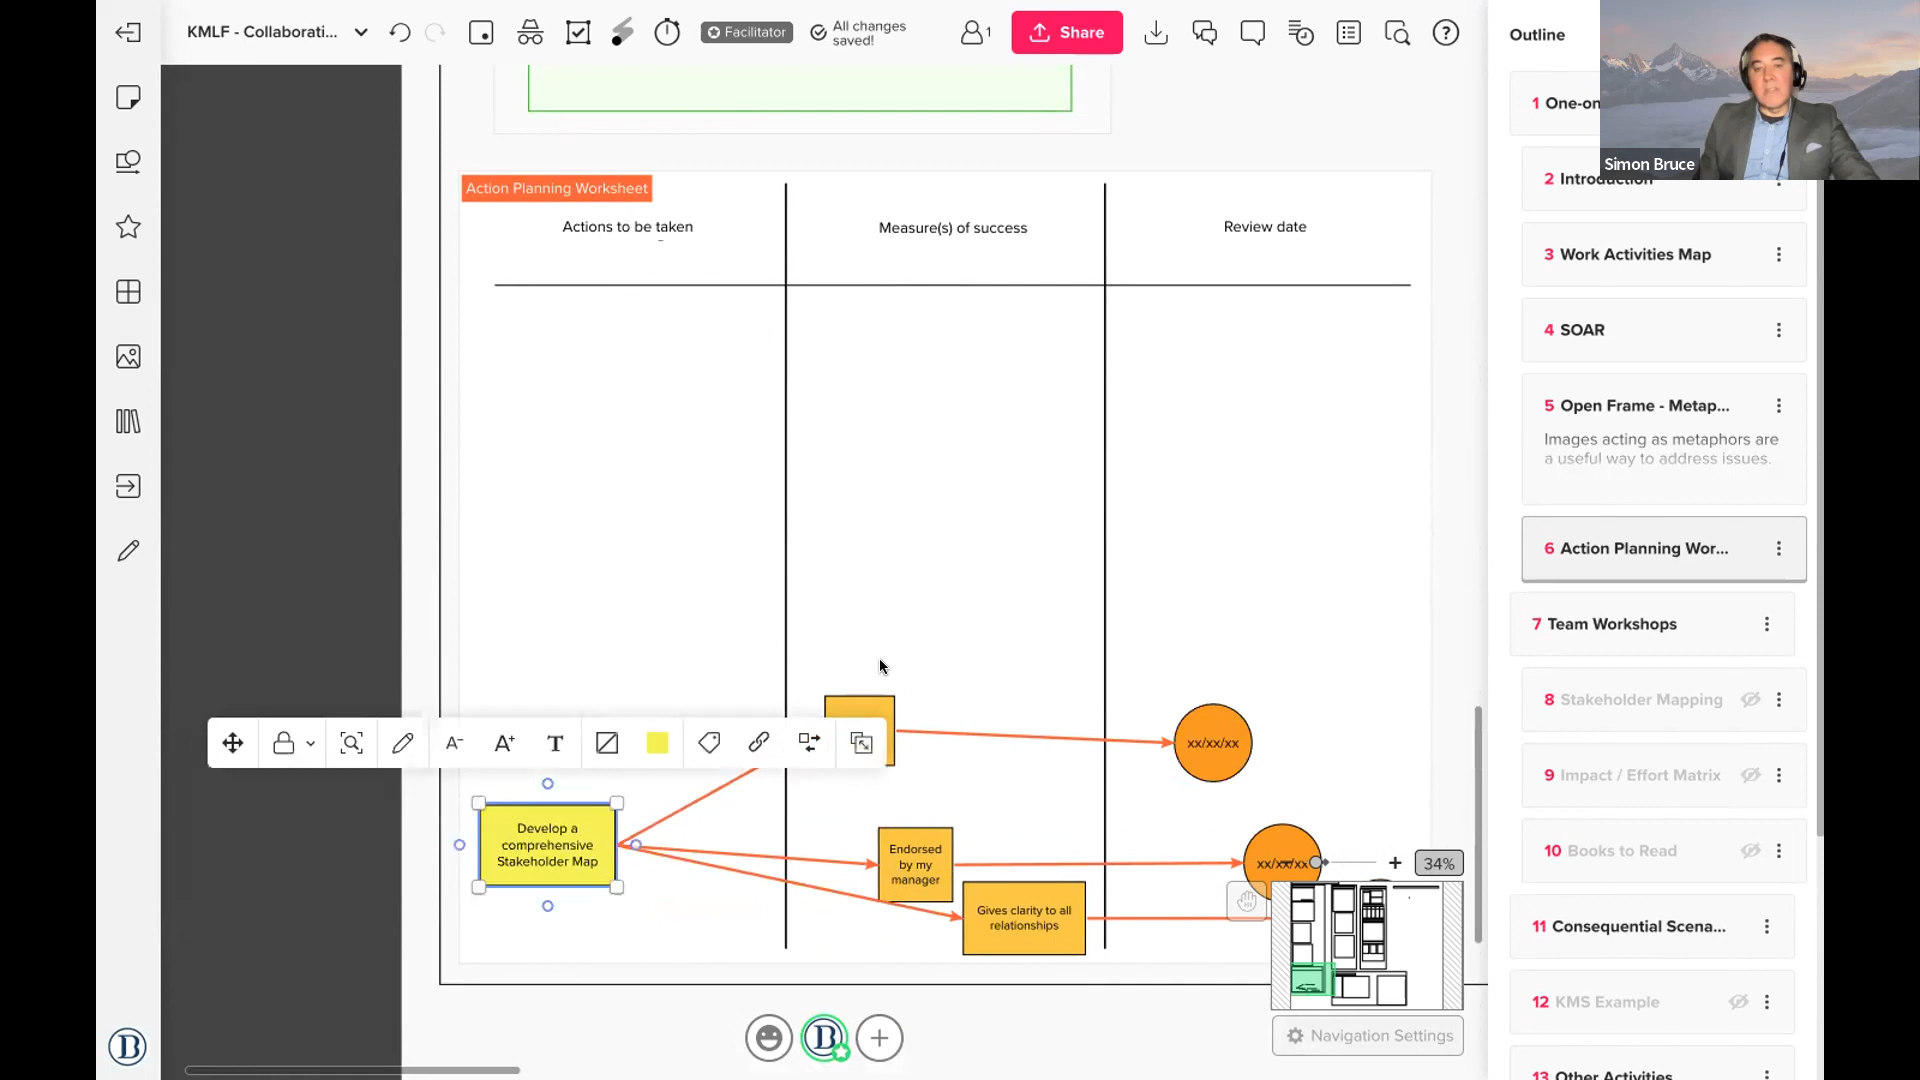 KMLF - Collaborati...
Facilitator
All changes
saved!
1
Share
Outline
Simon Bruce
Action Planning Worksheet
Actions to be taken
Measure(s) of success
Review date
xx/xx/xx
Develop a
comprehensive
Stakeholder Map
Endorsed
by my
manager
xx/xx/xx
Gives clarity to all
relationships
34%
Navigation Settings
1 One-on
2 Introduction
3 Work Activities Map
4 SOAR
5 Open Frame - Metap...
Images acting as metaphors are
a useful way to address issues.
6 Action Planning Wor...
7 Team Workshops
8 Stakeholder Mapping
9 Impact / Effort Matrix
10 Books to Read
11 Consequential Scena...
12 KMS Example
13 Other Activities
A-
A+
T
B
B